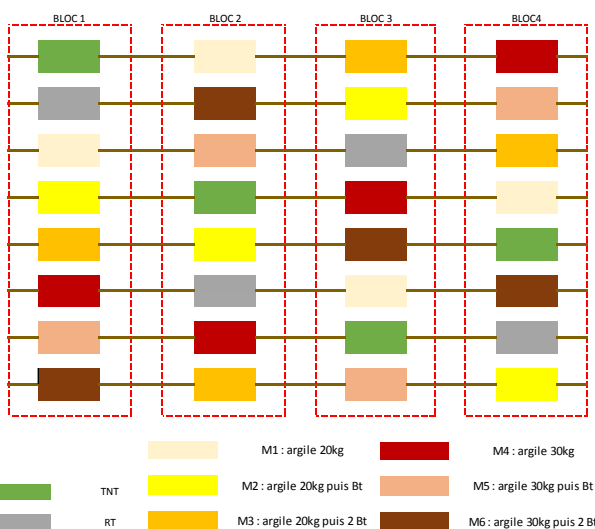 BLOC 1 BLOC 2 BLOC 3 BLOC4
M1 : argile 20kg M4 : argile 30kg
TNT M2 : argile 20kg puis Bt M5 : argile 30kg puis Bt
RT M3 : argile 20kg puis 2 Bt M6 : argile 30kg puis 2 Bt